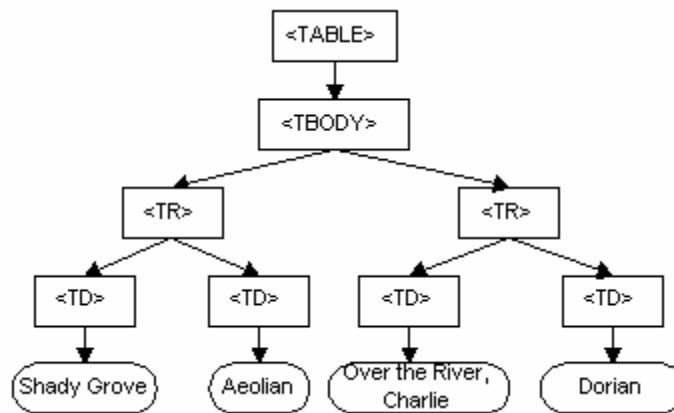 <TABLE>
<TBODY>
<TR>
<TR>
<TD>
<TD>
<TD>
<TD>
Shady Grove
Aeolian
Over the River,
Charlie
Dorian